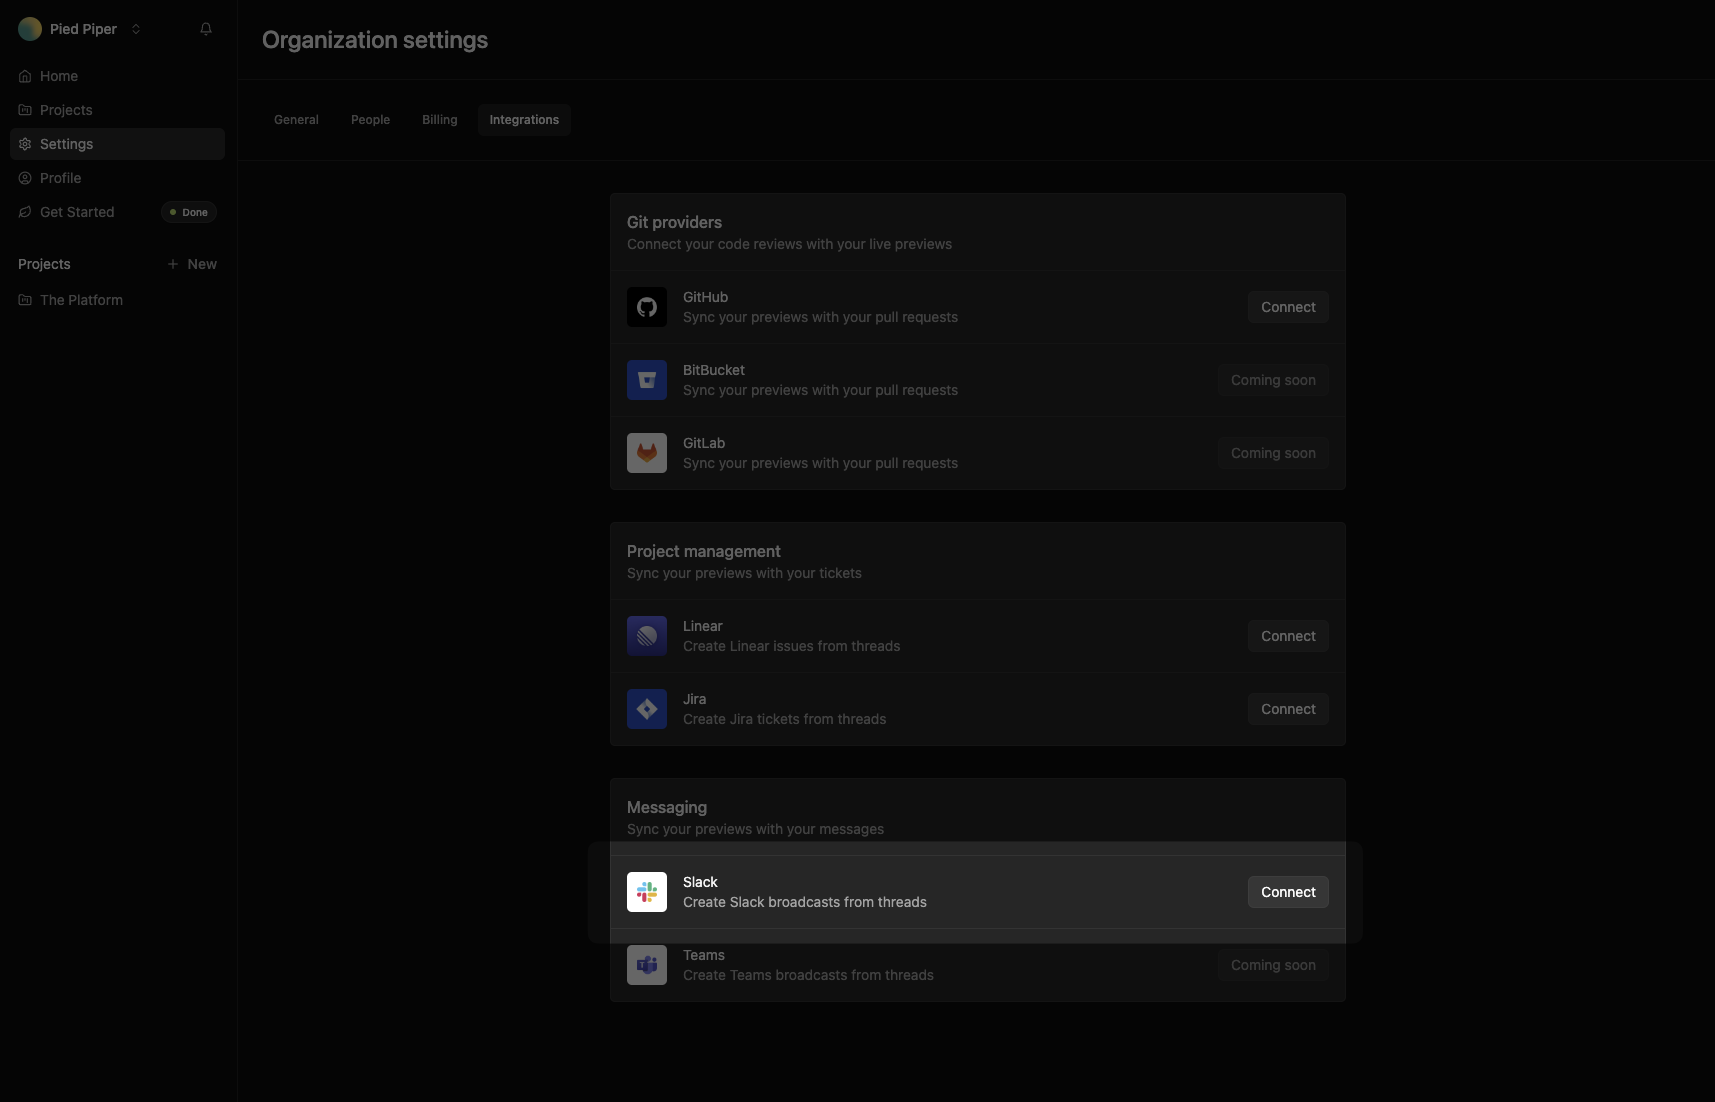 Pied Piper
Home
Projects
Settings
Profile
Get Started
Done
Projects
New
The Platform
Organization settings
General
People
Billing
Integrations
Git providers
Connect your code reviews with your live previews
GitHub
Sync your previews with your pull requests
Connect
BitBucket
Sync your previews with your pull requests
Coming soon
GitLab
Sync your previews with your pull requests
Coming soon
Project management
Sync your previews with your tickets
Linear
Create Linear issues from threads
Connect
Jira
Create Jira tickets from threads
Connect
Messaging
Sync your previews with your messages
Slack
Create Slack broadcasts from threads
Connect
Teams
Create Teams broadcasts from threads
Coming soon